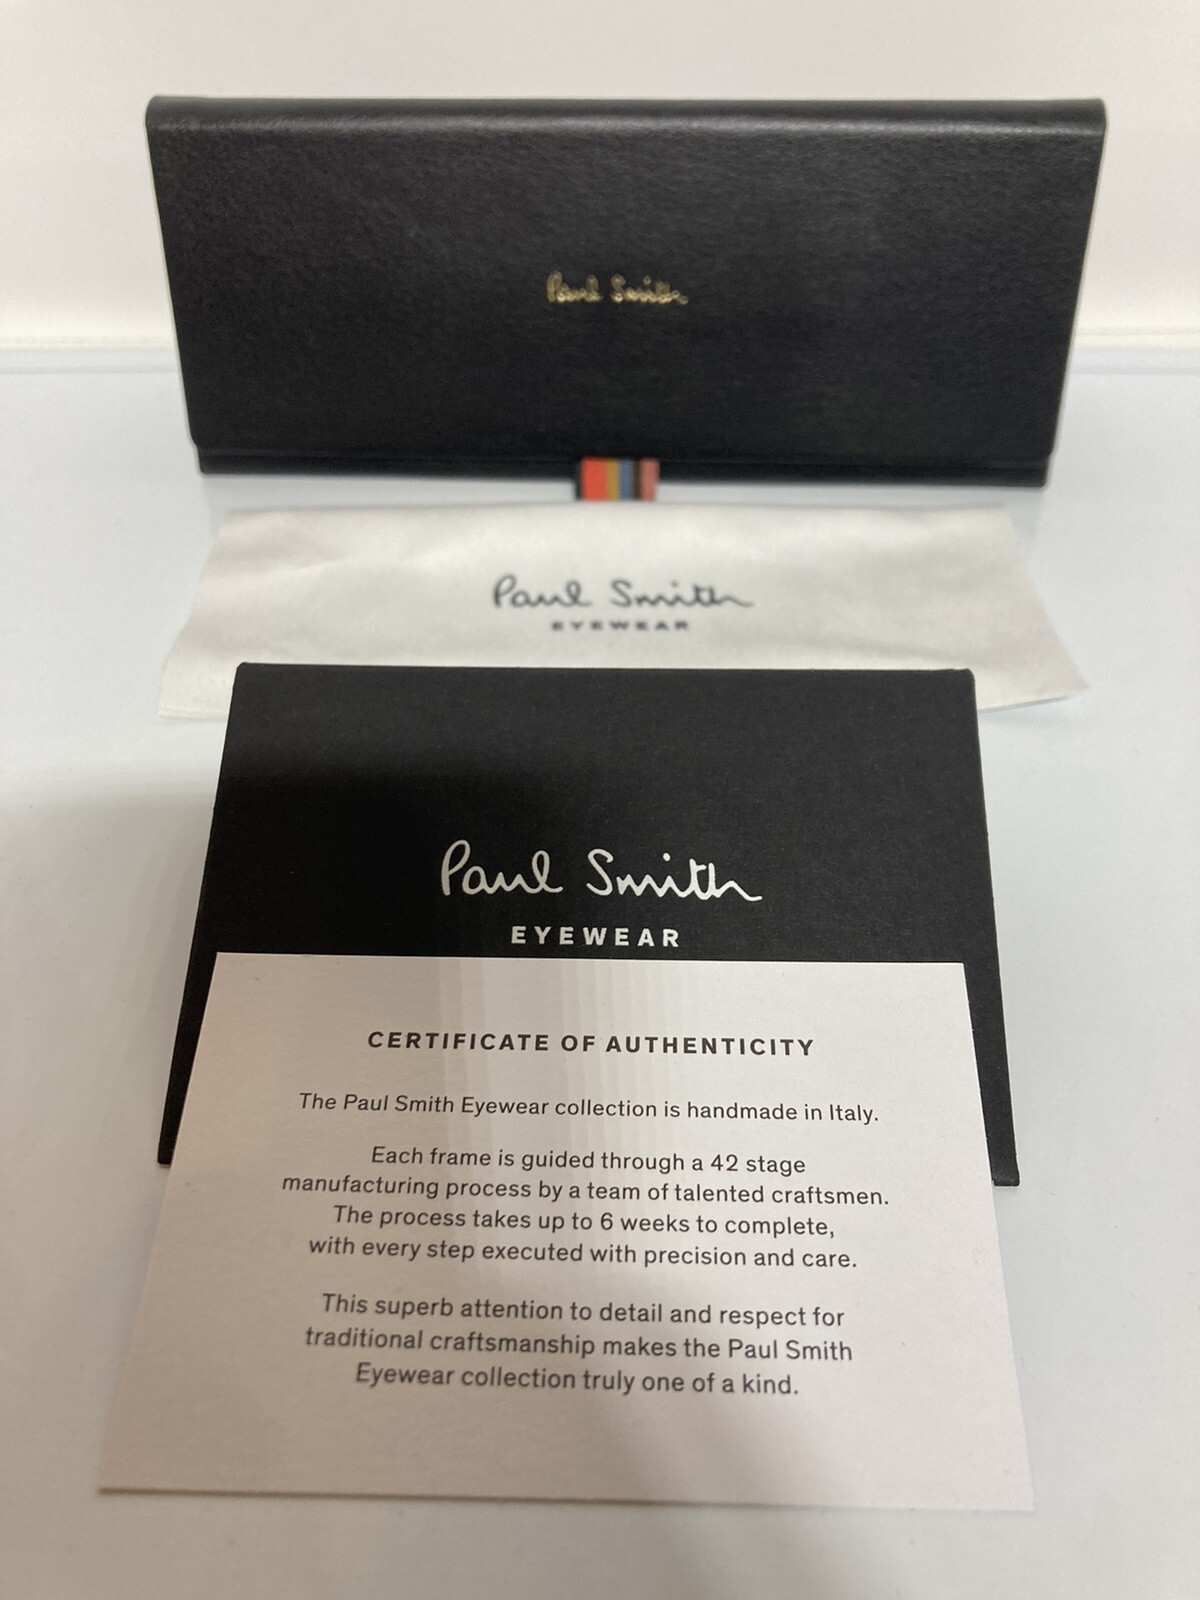 Paul Smith
Paul Smith
EYEWEAR
Paul Smith
EYEWEAR
CERTIFICATE OF AUTHENTICITY
The Paul Smith Eyewear collection is handmade in Italy.
Each frame is guided through a 42 stage
manufacturing process by a team of talented craftsmen.
The process takes up to 6 weeks to complete,
with every step executed with precision and care.
This superb attention to detail and respect for
traditional craftsmanship makes the Paul Smith
Eyewear collection truly one of a kind.